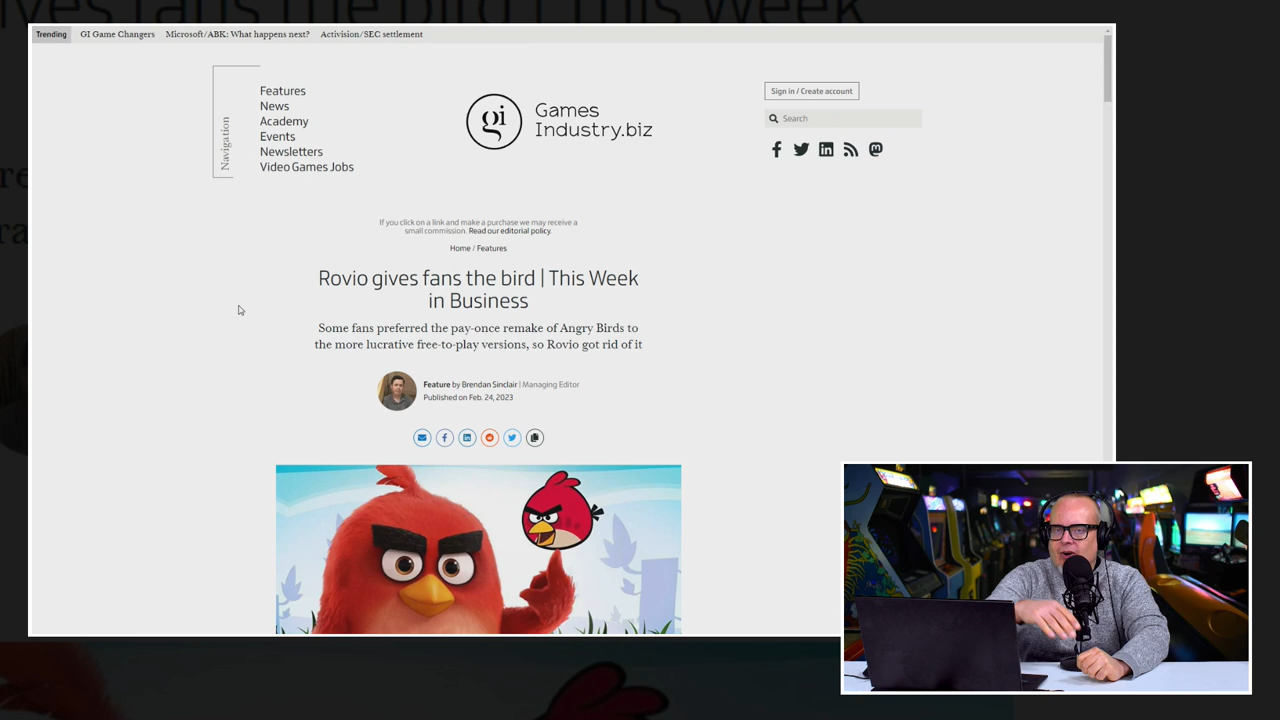 Trending GI Game Changers Microsoft/ABK: What happens next? Activision/SEC settlement
Navigation
Features
News
Academy
Events
Newsletters
Video Games Jobs
gi Games
Industry.biz
Sign in / Create account
Search
If you click on a link and make a purchase we may receive a
small commission. Read our editorial policy.
Home / Features
Rovio gives fans the bird | This Week
in Business
Some fans preferred the pay-once remake of Angry Birds to
the more lucrative free-to-play versions, so Rovio got rid of it
Feature by Brendan Sinclair | Managing Editor
Published on Feb. 24, 2023